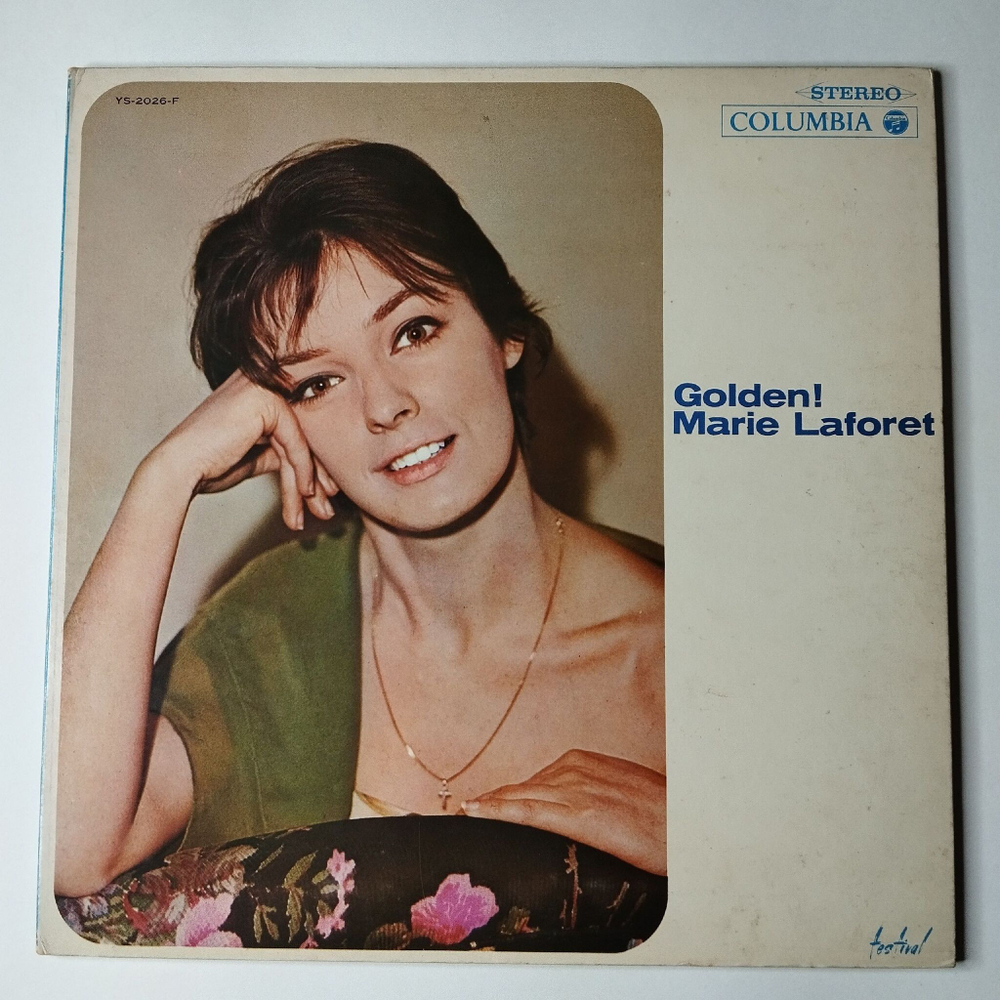 YS-2026-F
STEREO
COLUMBIA
Golden!
Marie Laforet
festival